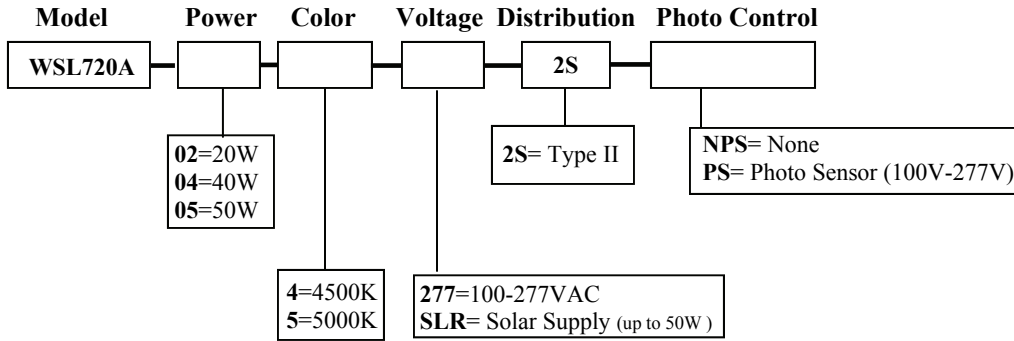 Model Power Color Voltage Distribution Photo Control
WSL720A 2S
02=20W
04=40W
05=50W
2S= Type II
NPS= None
PS= Photo Sensor (100V-277V)
4=4500K
5=5000K
277=100-277VAC
SLR= Solar Supply (up to 50W )